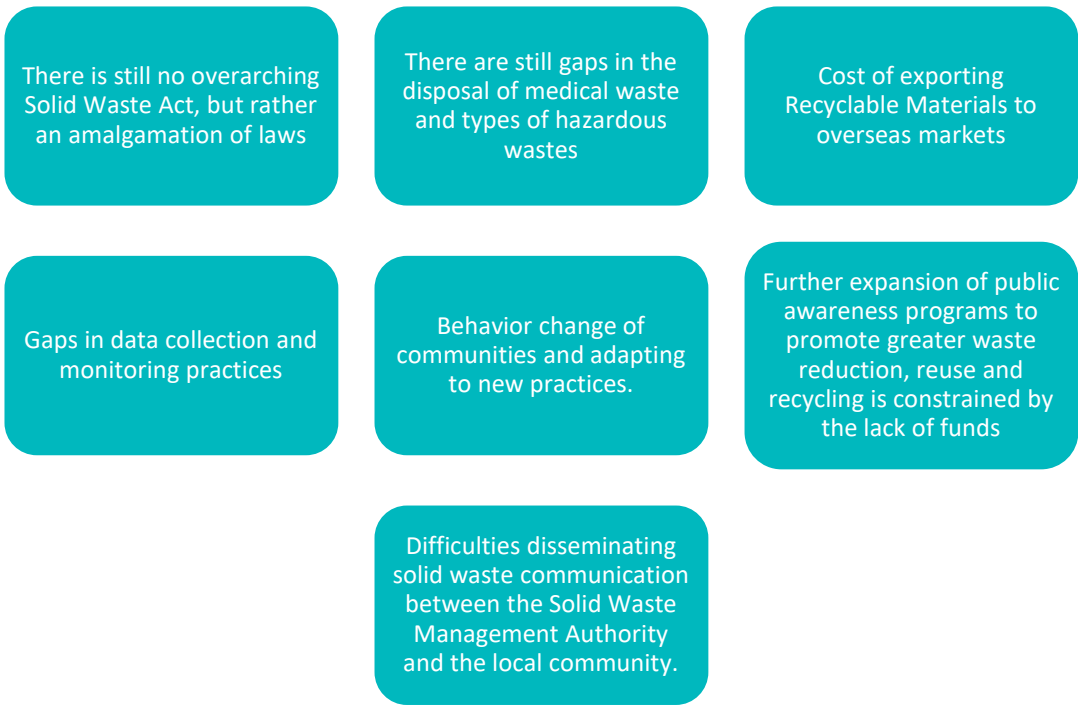 There is still no overarching
Solid Waste Act, but rather
an amalgamation of laws
There are still gaps in the
disposal of medical waste
and types of hazardous
wastes
Cost of exporting
Recyclable Materials to
overseas markets
Gaps in data collection and
monitoring practices
Behavior change of
communities and adapting
to new practices.
Further expansion of public
awareness programs to
promote greater waste
reduction, reuse and
recycling is constrained by
the lack of funds
Difficulties disseminating
solid waste communication
between the Solid Waste
Management Authority
and the local community.